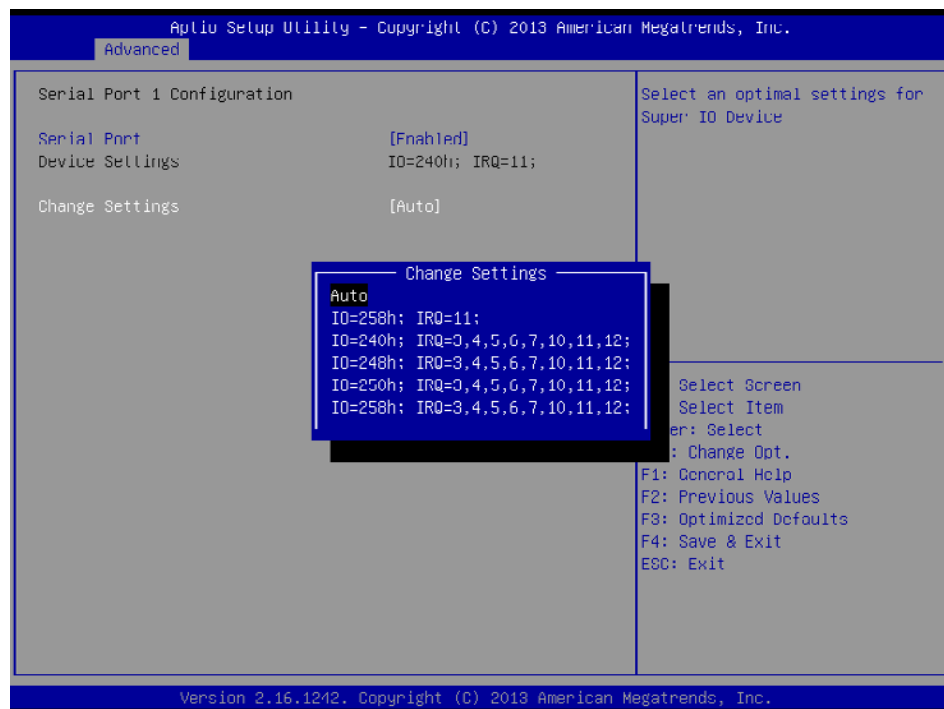 Aptio Setup Utility – Copyright (C) 2013 American Megatrends, Inc.
Advanced
Serial Port 1 Configuration
Serial Port [Enabled]
Device Settings IO=240h; IRQ=11;
Change Settings [Auto]
Select an optimal settings for
Super IO Device
Change Settings
Auto
IO=258h; IRQ=11;
IO=240h; IRQ=3,4,5,6,7,10,11,12;
IO=248h; IRQ=3,4,5,6,7,10,11,12;
IO=250h; IRQ=3,4,5,6,7,10,11,12;
IO=258h; IRQ=3,4,5,6,7,10,11,12;
Select Screen
Select Item
er: Select
: Change Opt.
F1: General Help
F2: Previous Values
F3: Optimized Defaults
F4: Save & Exit
ESC: Exit
Version 2.16.1242. Copyright (C) 2013 American Megatrends, Inc.